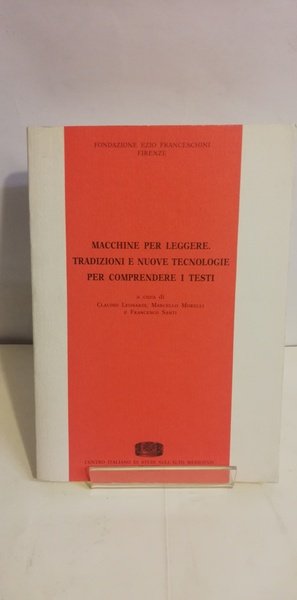 FONDAZIONE EZIO FRANCESCHINI
FIRENZE
MACCHINE PER LEGGERE.
TRADIZIONI E NUOVE TECNOLOGIE
PER COMPRENDERE I TESTI
a cura di
CLAUDIO LEONARDI, MARCELLO MORELLI
E FRANCESCO SANTI
CENTRO ITALIANO DI STUDI SULL'ALTO MEDIOEVO